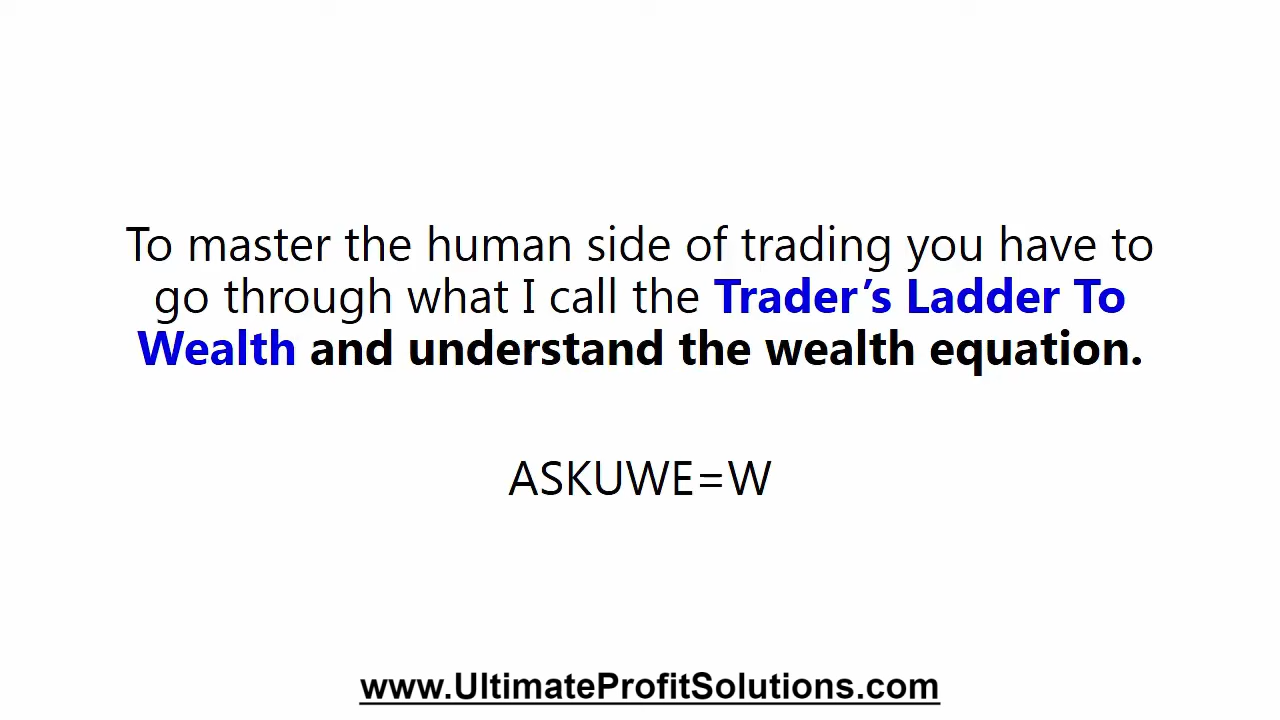 To master the human side of trading you have to
go through what I call the Trader’s Ladder To
Wealth and understand the wealth equation.
ASKUWE=W
www.UltimateProfitSolutions.com